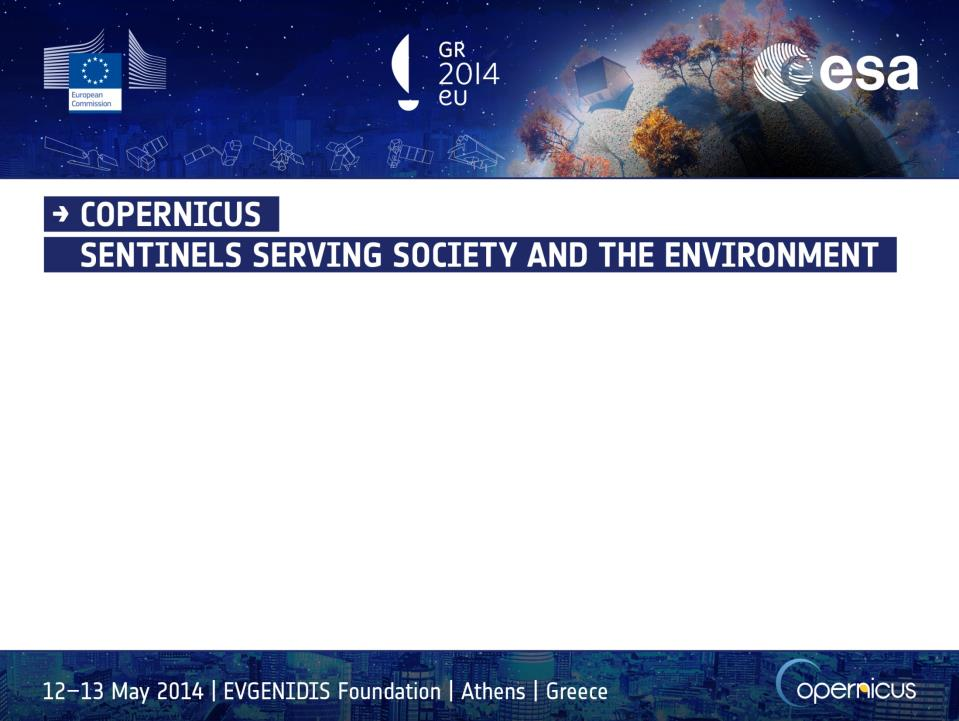 European
Commission
GR
2014
eu
esa
→ COPERNICUS
SENTINELS SERVING SOCIETY AND THE ENVIRONMENT
12–13 May 2014 | EVGENIDIS Foundation | Athens | Greece
opernicus